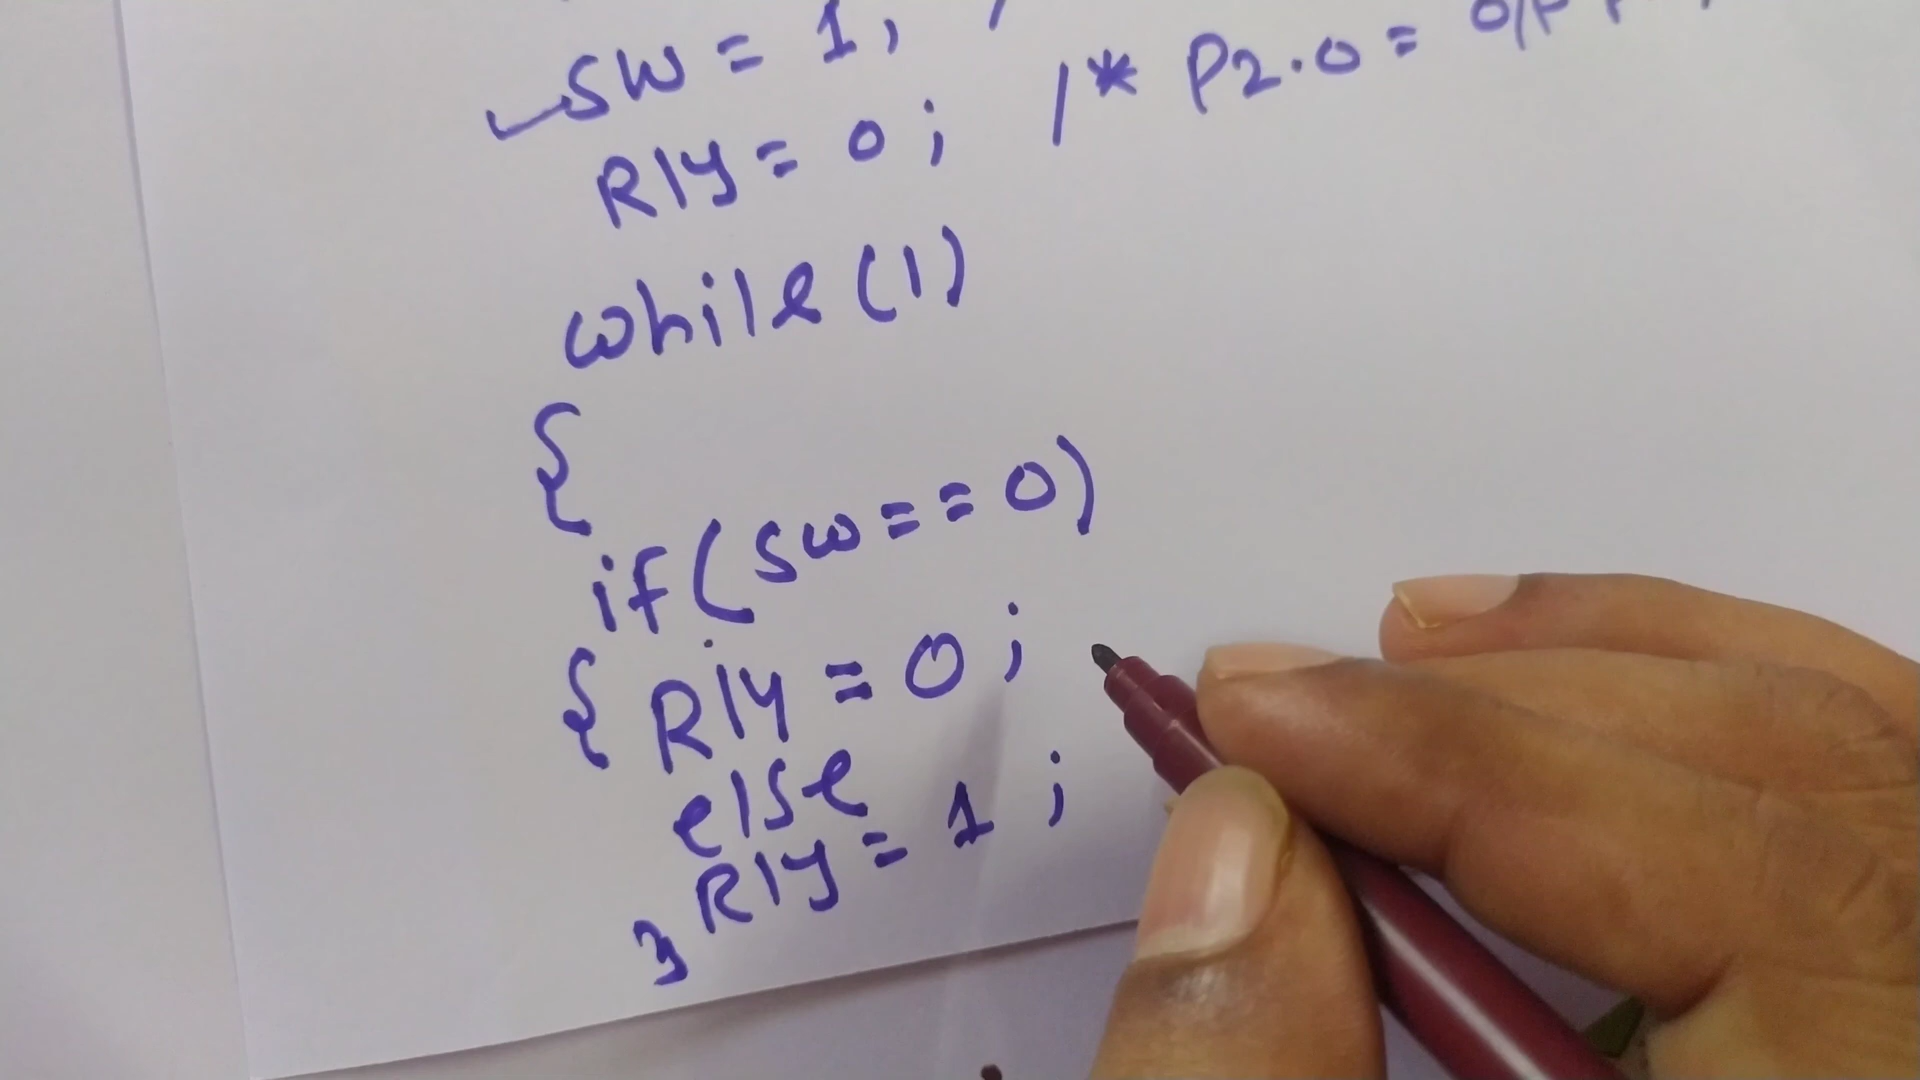 SW = 1;
Rly = 0; /* P2.0 = O/P
while(1)
{
if(sw==0)
{ Rly = 0;
else
Rly = 1;
}